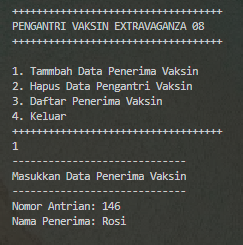 +++++++++++++++++++++++++++++++++++
PENGANTRI VAKSIN EXTRAVAGANZA 08
+++++++++++++++++++++++++++++++++++
1. Tammbah Data Penerima Vaksin
2. Hapus Data Pengantri Vaksin
3. Daftar Penerima Vaksin
4. Keluar
+++++++++++++++++++++++++++++++++++
1
-----------------------------
Masukkan Data Penerima Vaksin
-----------------------------
Nomor Antrian: 146
Nama Penerima: Rosi